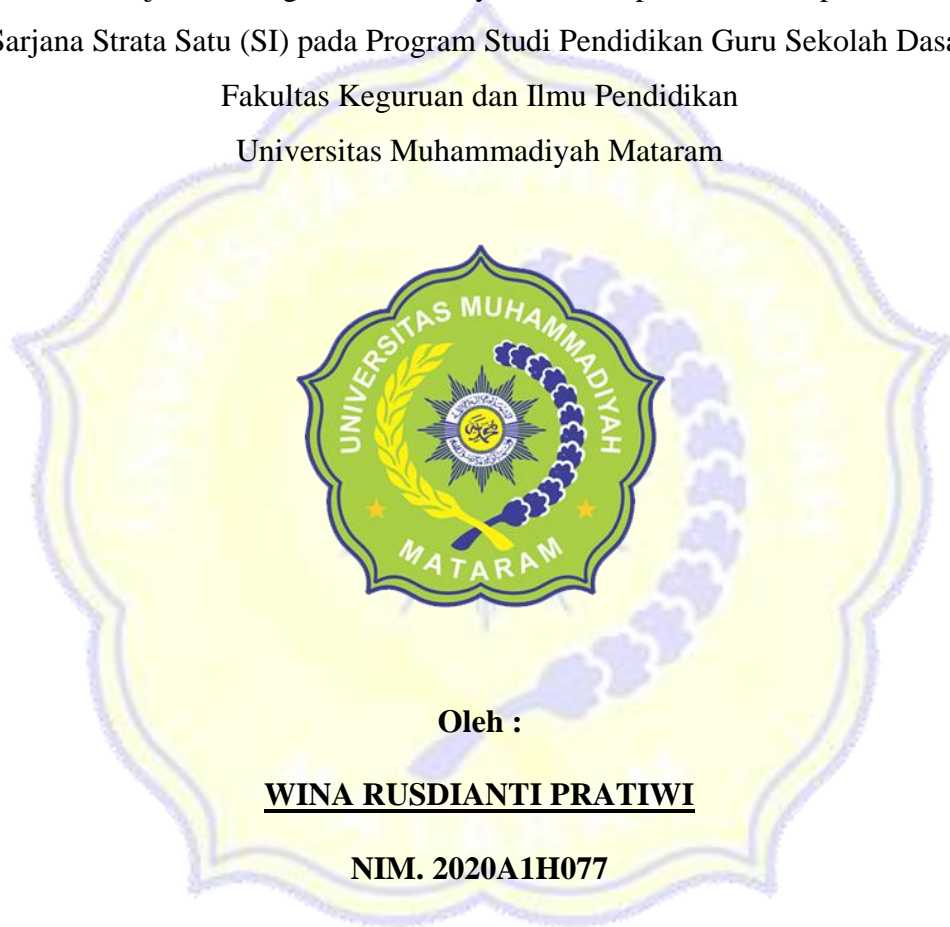 Sarjana Strata Satu (SI) pada Program Studi Pendidikan Guru Sekolah Dasa
Fakultas Keguruan dan Ilmu Pendidikan
Universitas Muhammadiyah Mataram
UNIVERSITAS MUHAMMADIYAH
MATARAM
Oleh :
WINA RUSDIANTI PRATIWI
NIM. 2020A1H077